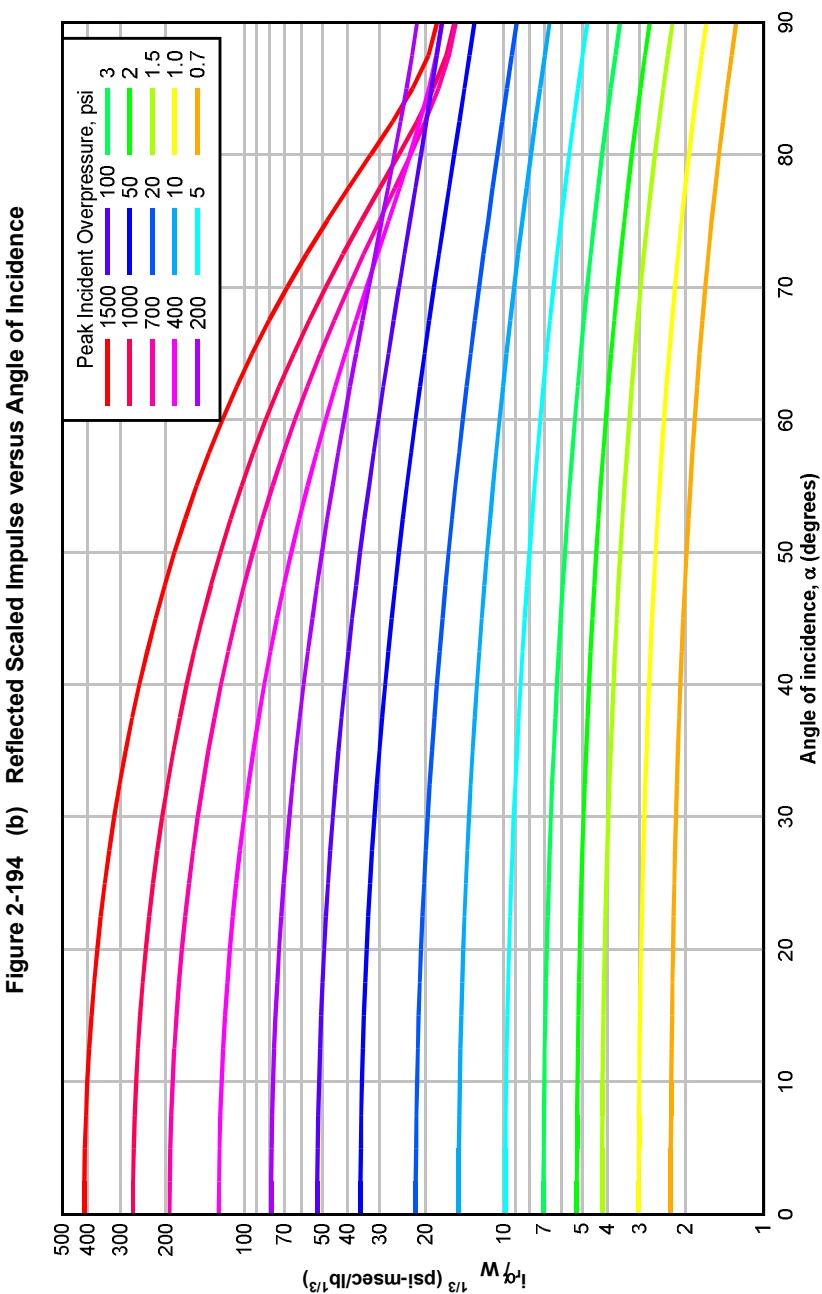 Figure 2-194 (b) Reflected Scaled Impulse versus Angle of Incidence
Peak Incident Overpressure, psi
1500 100 3
1000 50 2
700 20 1.5
400 10 1.0
200 5 0.7
500
400
300
200
100
70
50
40
30
20
10
7
5
4
3
2
1
0 10 20 30 40 50 60 70 80 90
Angle of incidence, α (degrees)
irα/W 1/3 (psi-msec/lb1/3)